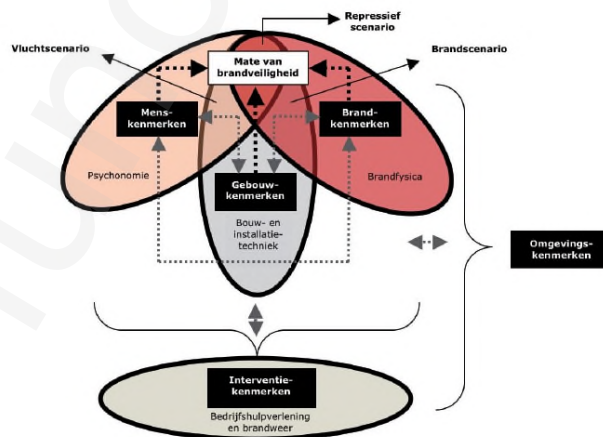 Repressief
scenario
Vluchtscenario
Brandscenario
Mate van
brandveiligheid
Mens-
kenmerken
Brand-
kenmerken
Psychonomie
Gebouw-
kenmerken
Brandfysica
Bouw- en
installatie-
techniek
Omgevings-
kenmerken
Interventie-
kenmerken
Bedrijfshulpverlening
en brandweer